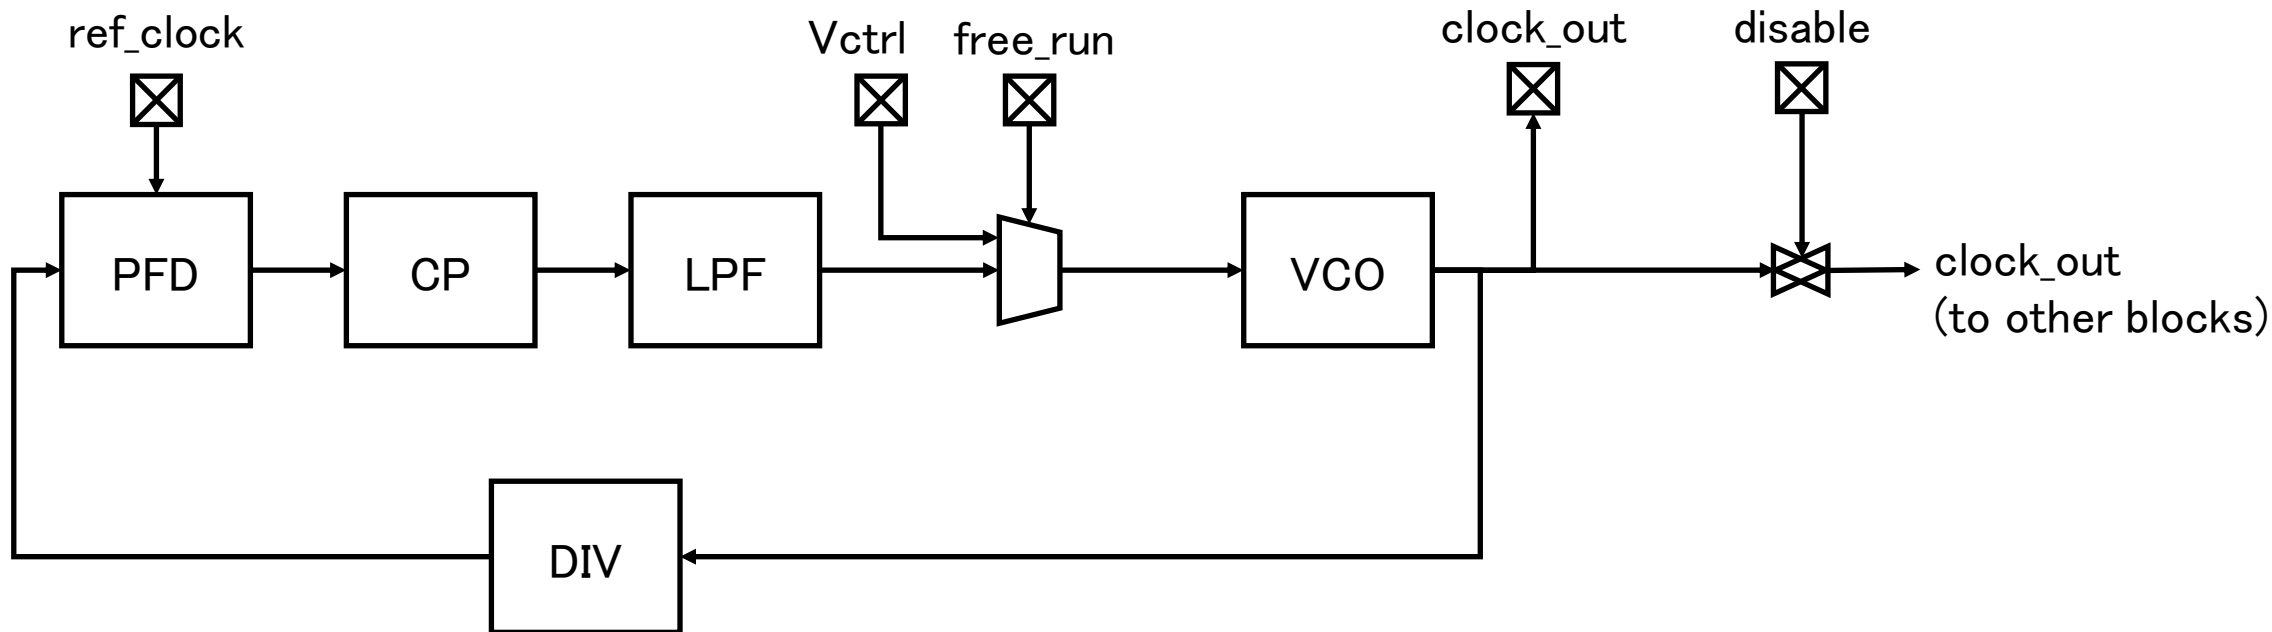 ref_clock
Vctrl
free_run
clock_out
disable
PFD
CP
LPF
VCO
clock_out
(to other blocks)
DIV